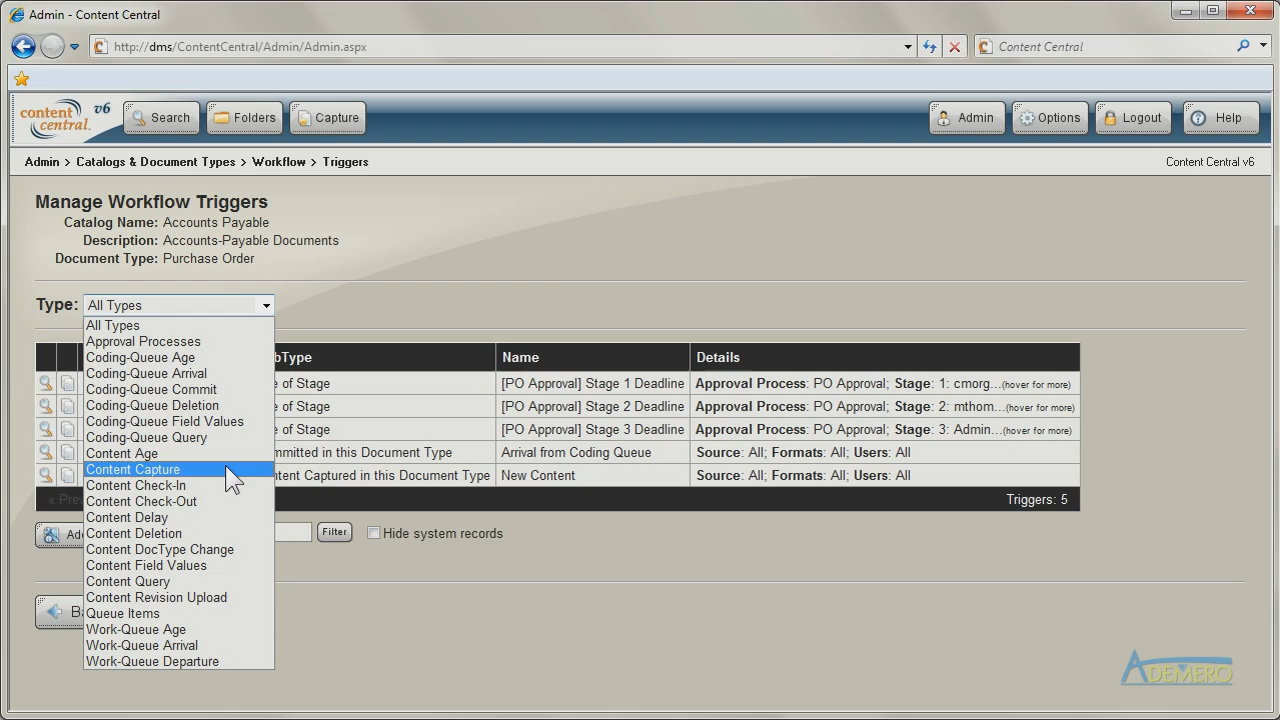 Admin - Content Central
http://dms/ContentCentral/Admin/Admin.aspx
Content Central
content central v6
Search
Folders
Capture
Admin
Options
Logout
Help
Admin > Catalogs & Document Types > Workflow > Triggers
Content Central v6
Manage Workflow Triggers
Catalog Name: Accounts Payable
Description: Accounts-Payable Documents
Document Type: Purchase Order
Type: All Types
All Types
Approval Processes
Coding-Queue Age
Coding-Queue Arrival
Coding-Queue Commit
Coding-Queue Deletion
Coding-Queue Field Values
Coding-Queue Query
Content Age
Content Capture
Content Check-In
Content Check-Out
Content Delay
Content Deletion
Content DocType Change
Content Field Values
Content Query
Content Revision Upload
Queue Items
Work-Queue Age
Work-Queue Arrival
Work-Queue Departure
bType Name Details
e of Stage [PO Approval] Stage 1 Deadline Approval Process: PO Approval; Stage: 1: cmorg...(hover for more)
e of Stage [PO Approval] Stage 2 Deadline Approval Process: PO Approval; Stage: 2: mthom...(hover for more)
e of Stage [PO Approval] Stage 3 Deadline Approval Process: PO Approval; Stage: 3: Admin...(hover for more)
mmitted in this Document Type Arrival from Coding Queue Source: All; Formats: All; Users: All
ntent Captured in this Document Type New Content Source: All; Formats: All; Users: All
« Prev
Triggers: 5
Ad
Filter
Hide system records
Ba
ADEMERO